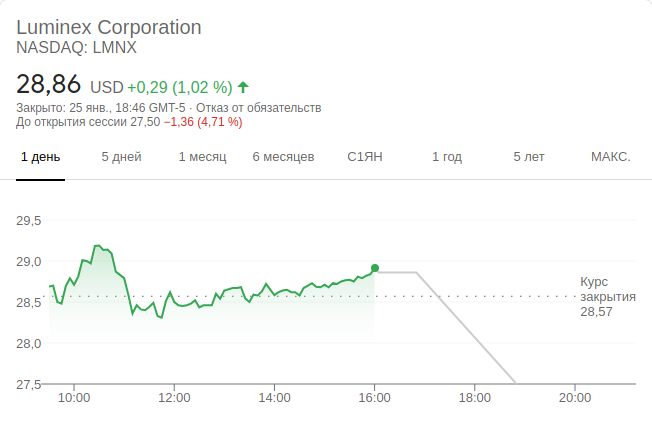 Luminex Corporation
NASDAQ: LMNX
28,86 USD +0,29 (1,02 %)
Закрыто: 25 янв., 18:46 GMT-5 · Отказ от обязательств
До открытия сессии 27,50 −1,36 (4,71 %)
1 день 5 дней 1 месяц 6 месяцев С1ЯН 1 год 5 лет МАКС.
29,5
29,0
28,5
28,0
27,5
Курс
закрытия
28,57
10:00 12:00 14:00 16:00 18:00 20:00